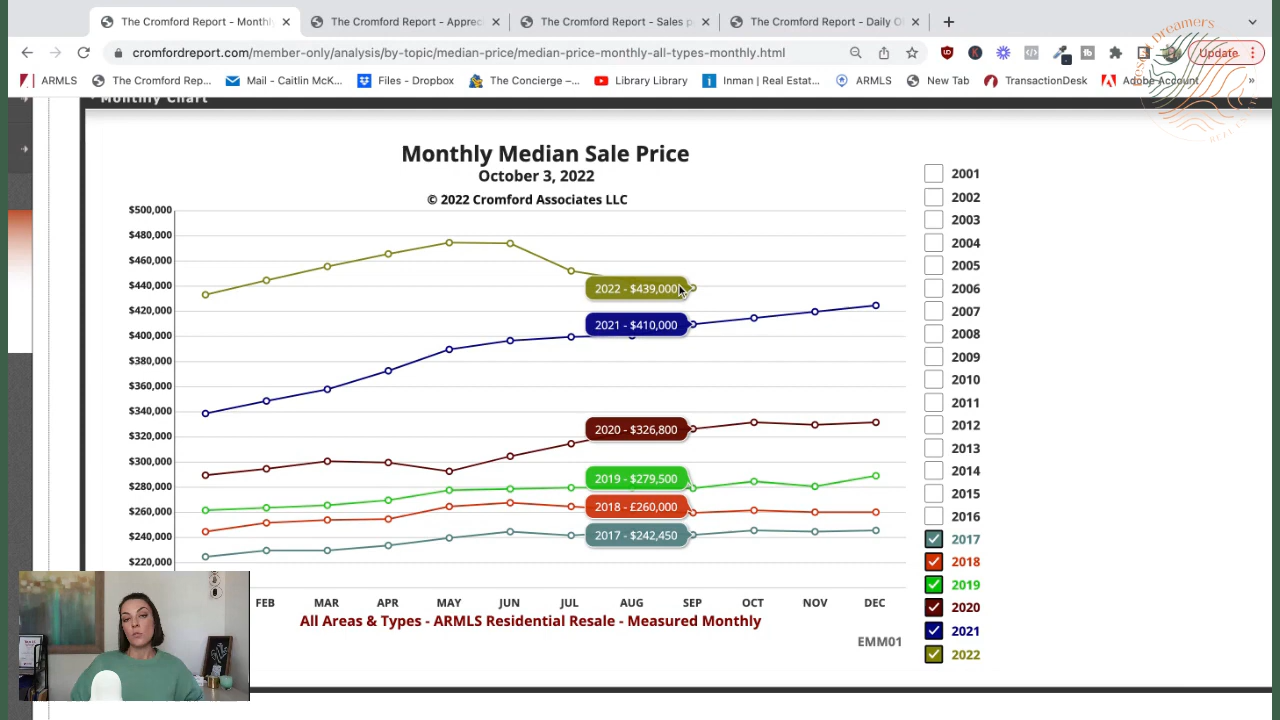 The Cromford Report - Monthly
The Cromford Report - Apprec
The Cromford Report - Sales p
The Cromford Report - Daily O
cromfordreport.com/member-only/analysis/by-topic/median-price/median-price-monthly-all-types-monthly.html
Update
ARMLS
The Cromford Rep...
Mail - Caitlin McK...
Files - Dropbox
The Concierge –...
Library Library
Inman | Real Estat...
ARMLS
New Tab
TransactionDesk
Adobe Account
»
Dreamers
Monthly Chart
Monthly Median Sale Price
October 3, 2022
© 2022 Cromford Associates LLC
$500,000
$480,000
$460,000
$440,000
$420,000
$400,000
$380,000
$360,000
$340,000
$320,000
$300,000
$280,000
$260,000
$240,000
$220,000
2022 - $439,000
2021 - $410,000
2020 - $326,800
2019 - $279,500
2018 - £260,000
2017 - $242,450
FEB MAR APR MAY JUN JUL AUG SEP OCT NOV DEC
All Areas & Types - ARMLS Residential Resale - Measured Monthly
EMM01
2001
2002
2003
2004
2005
2006
2007
2008
2009
2010
2011
2012
2013
2014
2015
2016
2017
2018
2019
2020
2021
2022